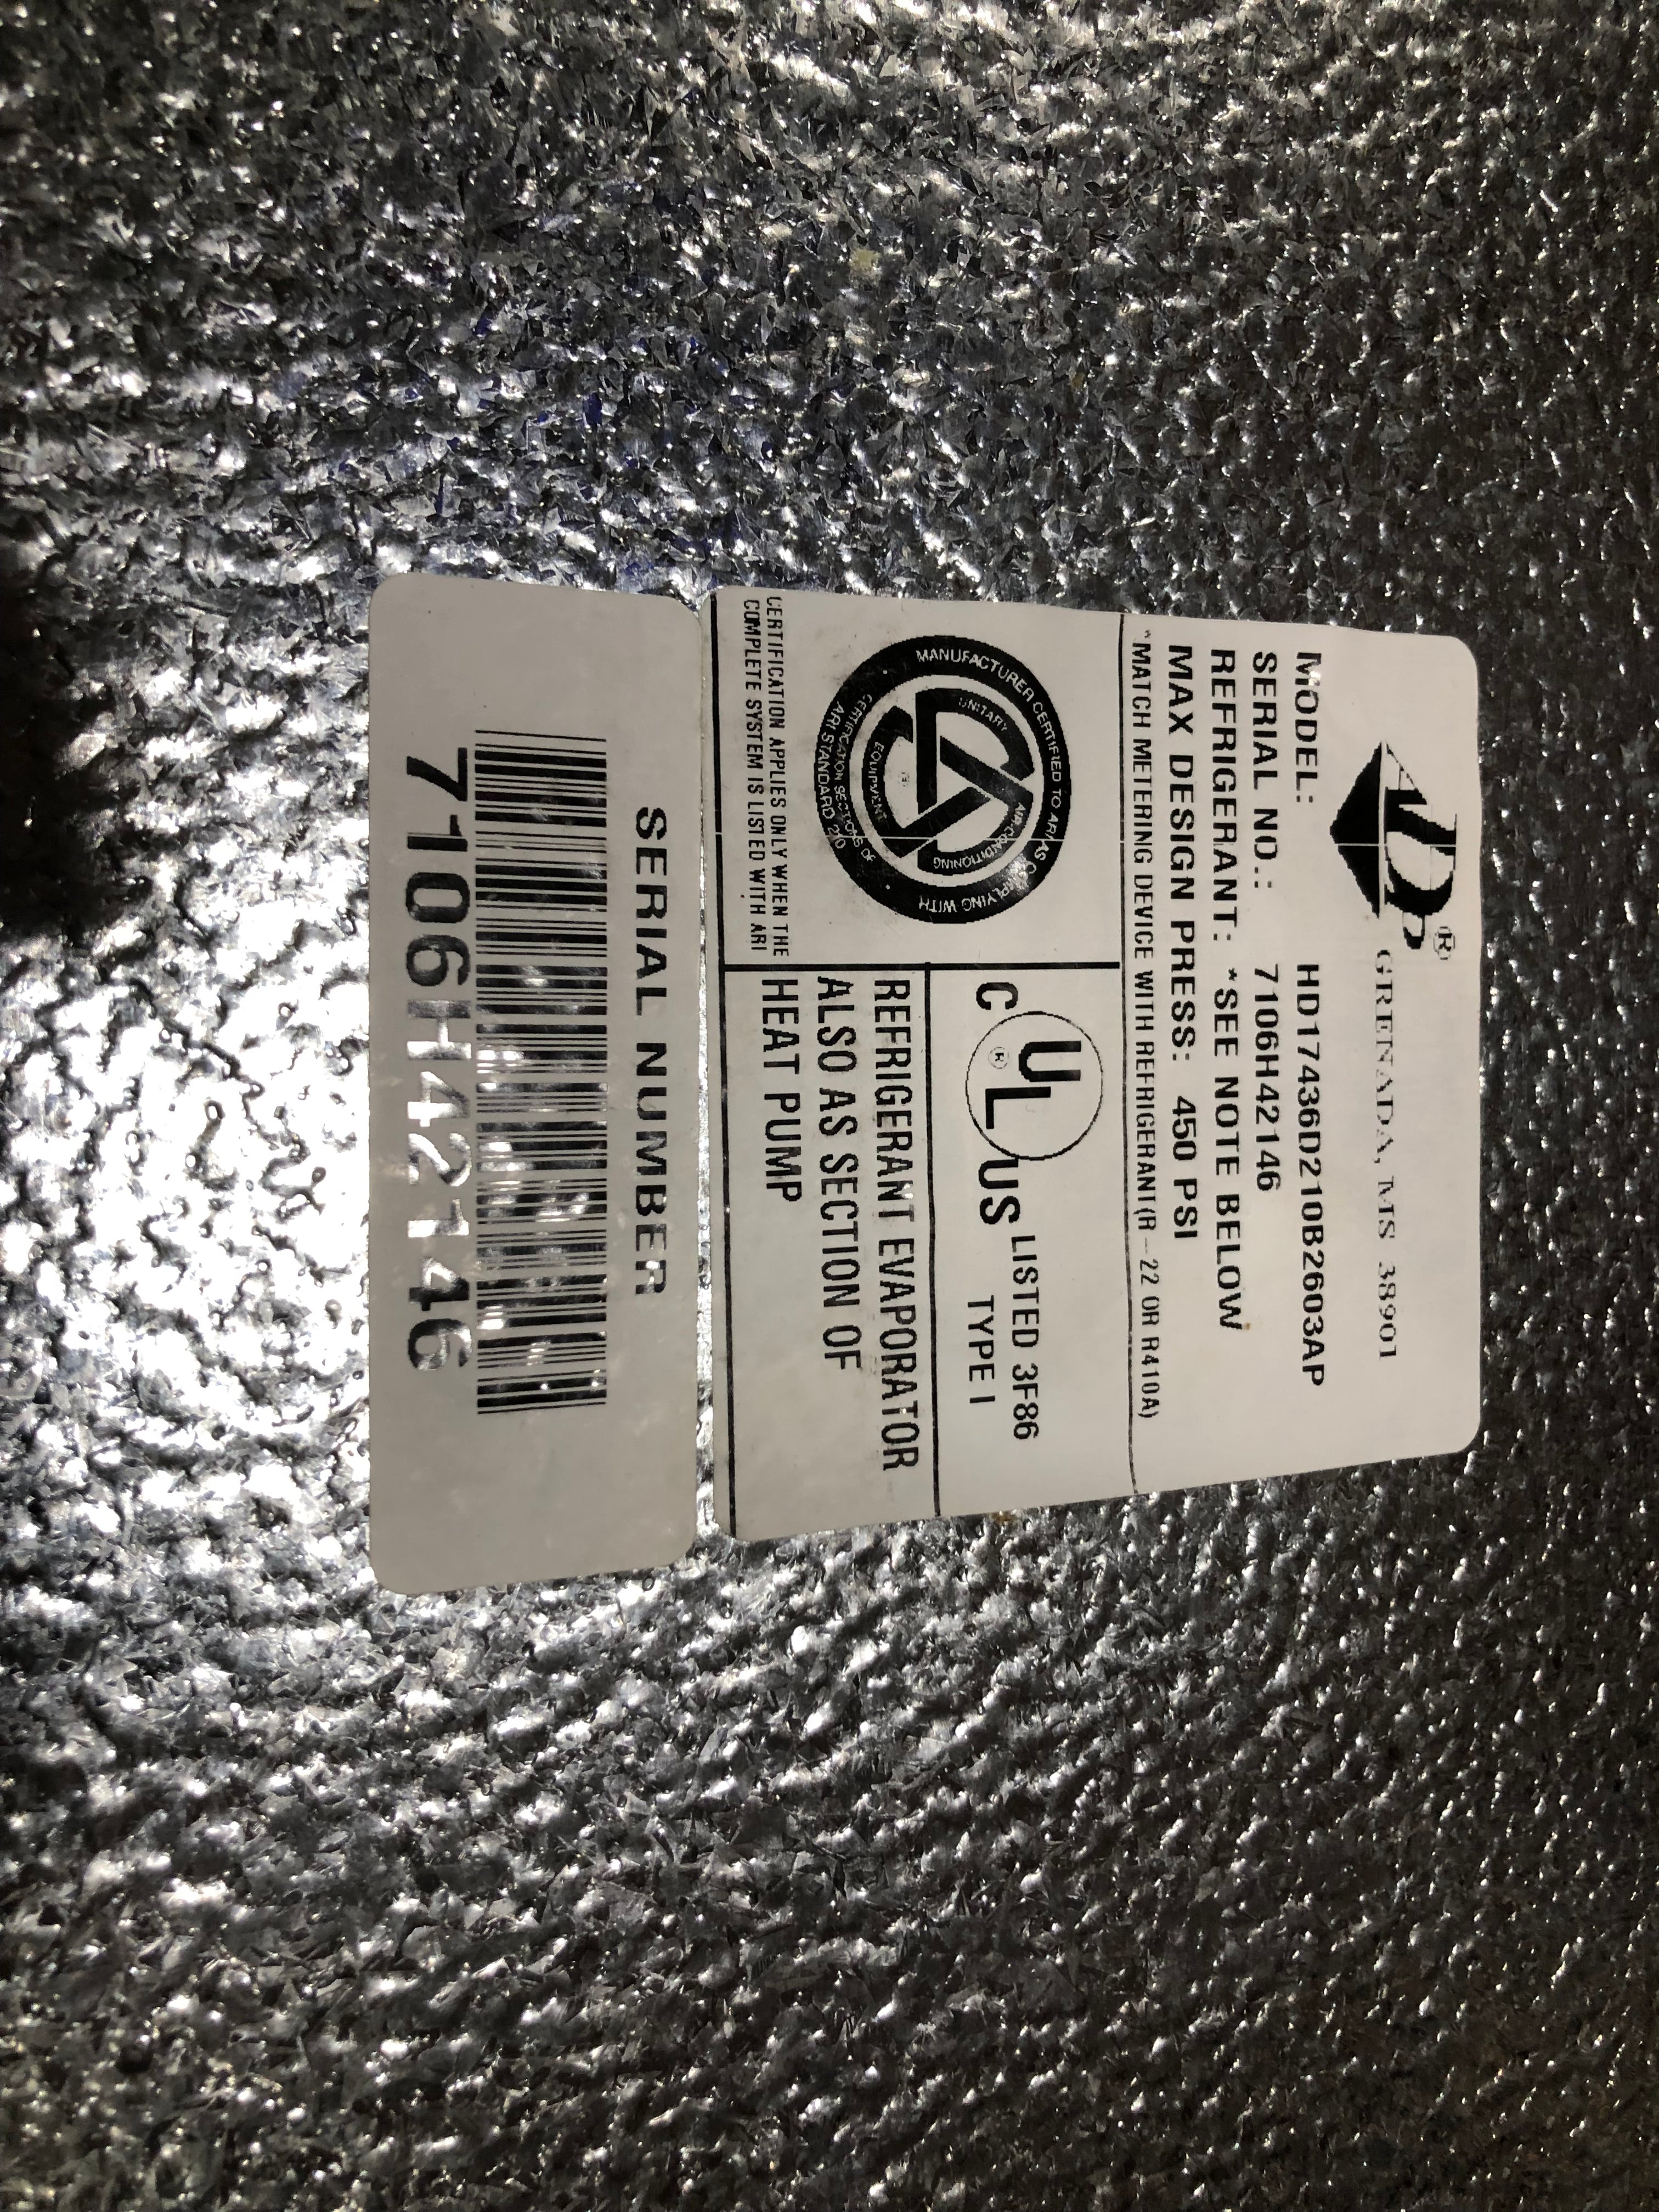 ADP® GRENADA, MS 38901
MODEL: HD17436D210B2603AP
SERIAL NO.: 7106H42146
REFRIGERANT: *SEE NOTE BELOW
MAX DESIGN PRESS: 450 PSI
*MATCH METERING DEVICE WITH REFRIGERANT(R-22 OR R410A)
MANUFACTURER CERTIFIED TO ARI AS COMPLYING WITH
CERTIFICATION SECTIONS OF
ARI STANDARD 210
UNITARY
AIR-CONDITIONING
EQUIPMENT
CERTIFICATION APPLIES ONLY WHEN THE
COMPLETE SYSTEM IS LISTED WITH ARI
C UL® US LISTED 3F86
TYPE I
REFRIGERANT EVAPORATOR
ALSO AS SECTION OF
HEAT PUMP
SERIAL NUMBER
7106H42146